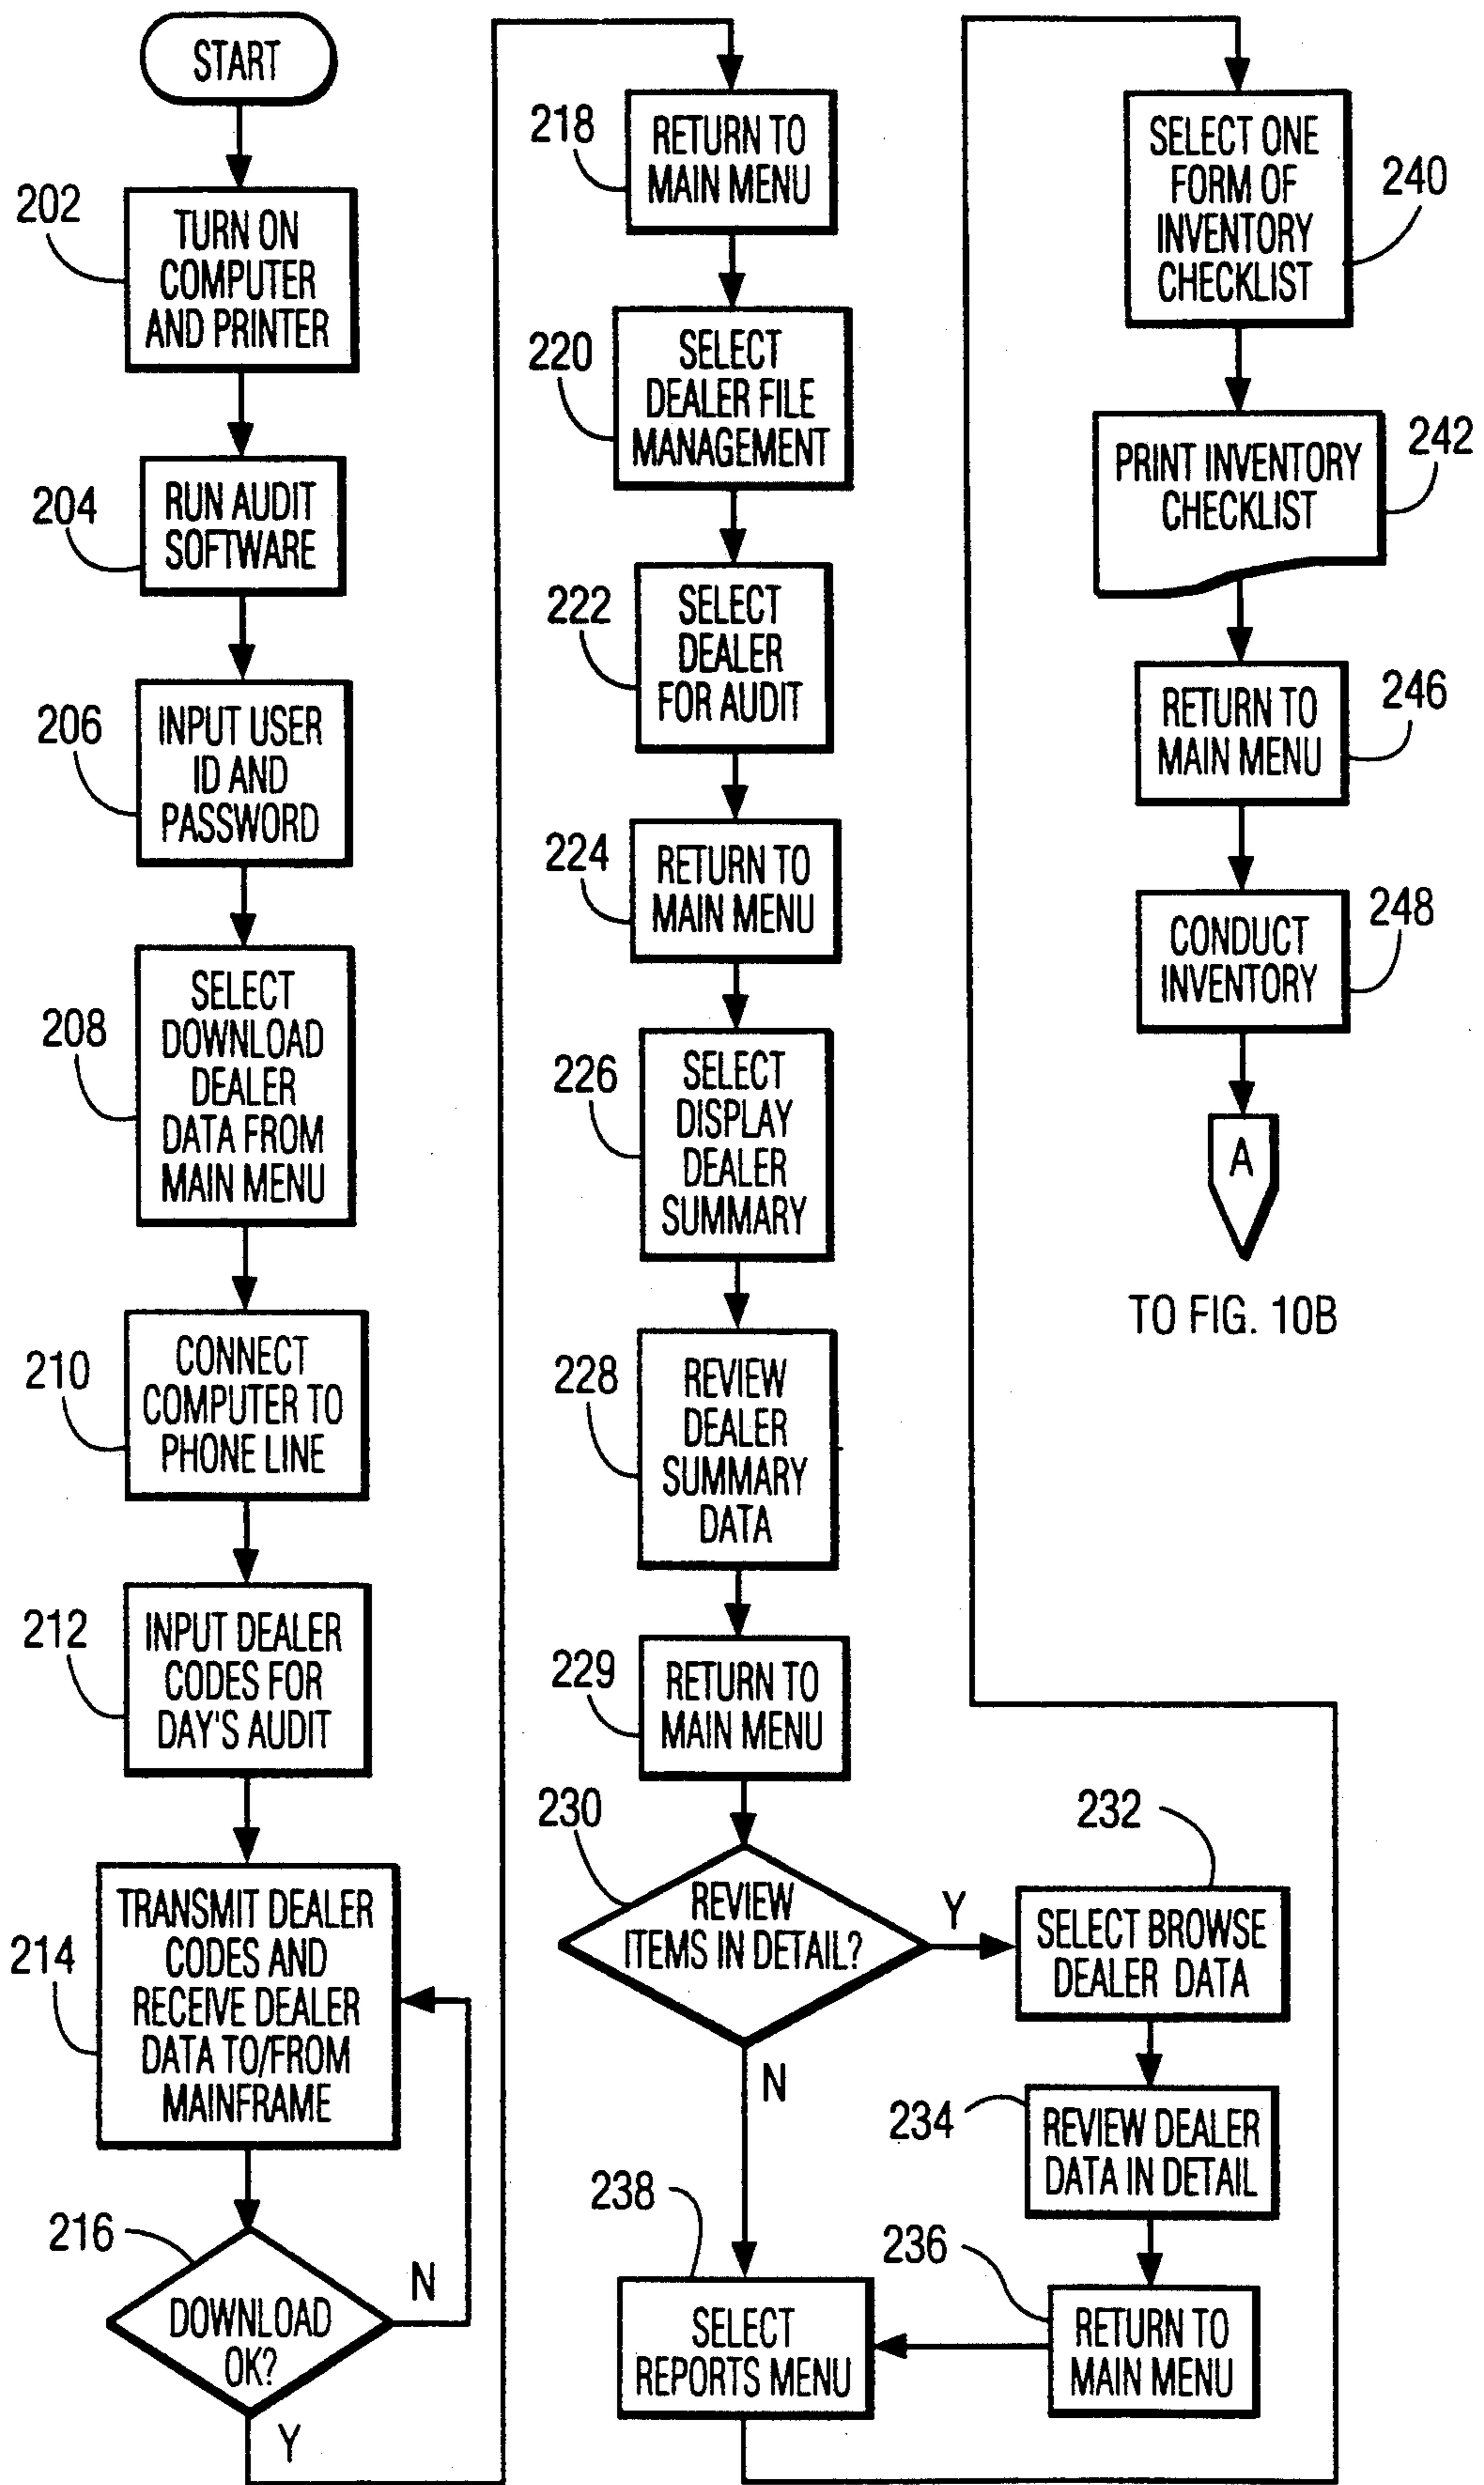 START
202
TURN ON
COMPUTER
AND PRINTER
204
RUN AUDIT
SOFTWARE
206
INPUT USER
ID AND
PASSWORD
208
SELECT
DOWNLOAD
DEALER
DATA FROM
MAIN MENU
210
CONNECT
COMPUTER TO
PHONE LINE
212
INPUT DEALER
CODES FOR
DAY'S AUDIT
214
TRANSMIT DEALER
CODES AND
RECEIVE DEALER
DATA TO/FROM
MAINFRAME
216
DOWNLOAD
OK?
N
Y
218
RETURN TO
MAIN MENU
220
SELECT
DEALER FILE
MANAGEMENT
222
SELECT
DEALER
FOR AUDIT
224
RETURN TO
MAIN MENU
226
SELECT
DISPLAY
DEALER
SUMMARY
228
REVIEW
DEALER
SUMMARY
DATA
229
RETURN TO
MAIN MENU
230
REVIEW
ITEMS IN DETAIL?
Y
N
232
SELECT BROWSE
DEALER DATA
234
REVIEW DEALER
DATA IN DETAIL
236
RETURN TO
MAIN MENU
238
SELECT
REPORTS MENU
SELECT ONE
FORM OF
INVENTORY
CHECKLIST
240
PRINT INVENTORY
CHECKLIST
242
RETURN TO
MAIN MENU
246
CONDUCT
INVENTORY
248
A
TO FIG. 10B